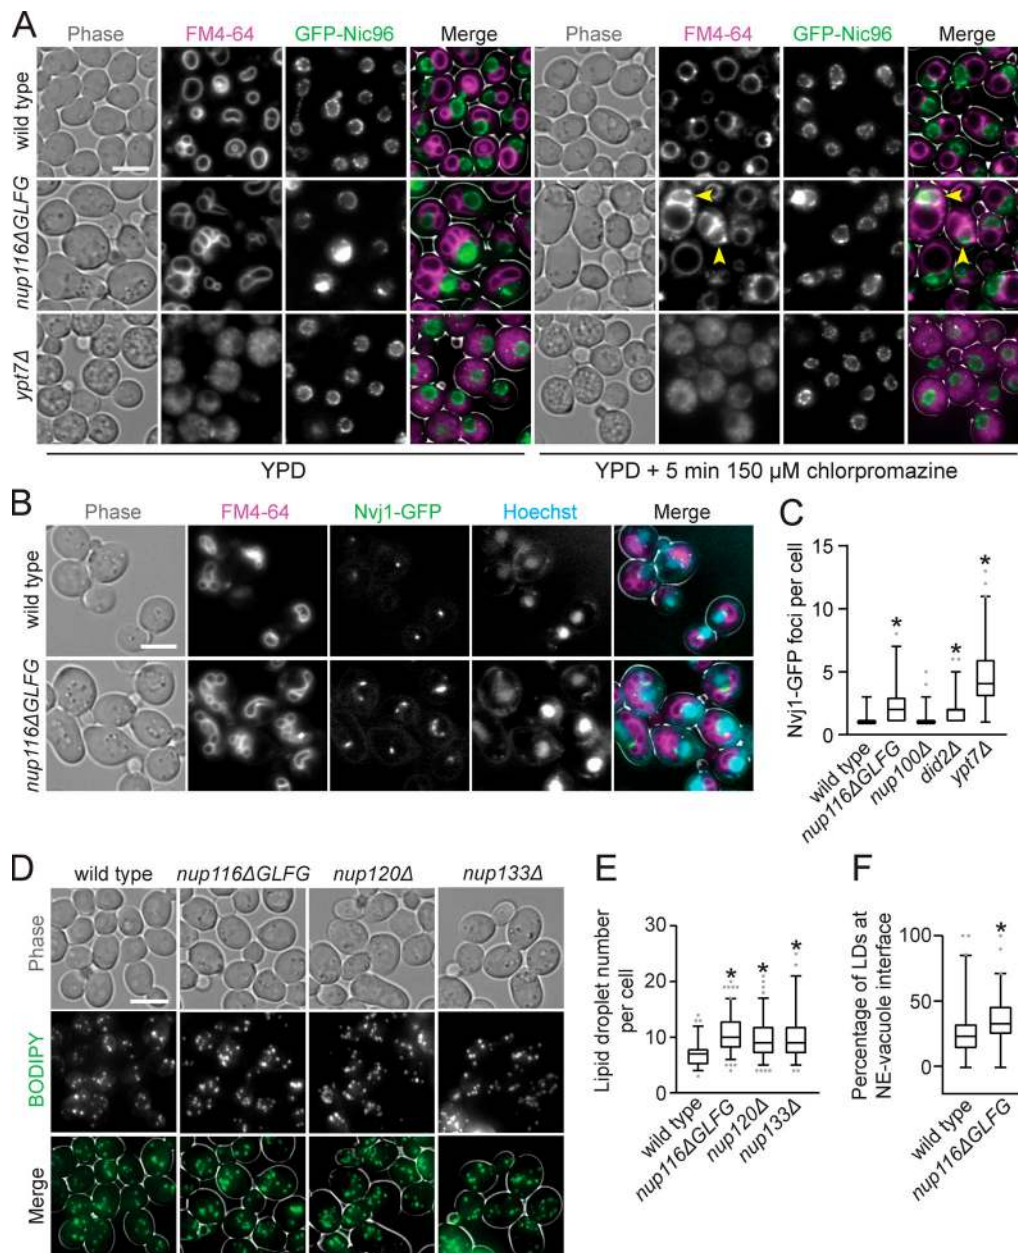 A
Phase FM4-64 GFP-Nic96 Merge Phase FM4-64 GFP-Nic96 Merge
wild type
nup116ΔGLFG
ypt7Δ
YPD YPD + 5 min 150 μM chlorpromazine
B
Phase FM4-64 Nvj1-GFP Hoechst Merge
wild type
nup116ΔGLFG
C
Nvj1-GFP foci per cell
15
10
5
0
* * *
wild type
nup116ΔGLFG
nup100Δ
did2Δ
ypt7Δ
D
wild type nup116ΔGLFG nup120Δ nup133Δ
Phase
BODIPY
Merge
E
Lipid droplet number
per cell
30
20
10
0
* * *
wild type
nup116ΔGLFG
nup120Δ
nup133Δ
F
Percentage of LDs at
NE-vacuole interface
100
50
0
*
wild type
nup116ΔGLFG